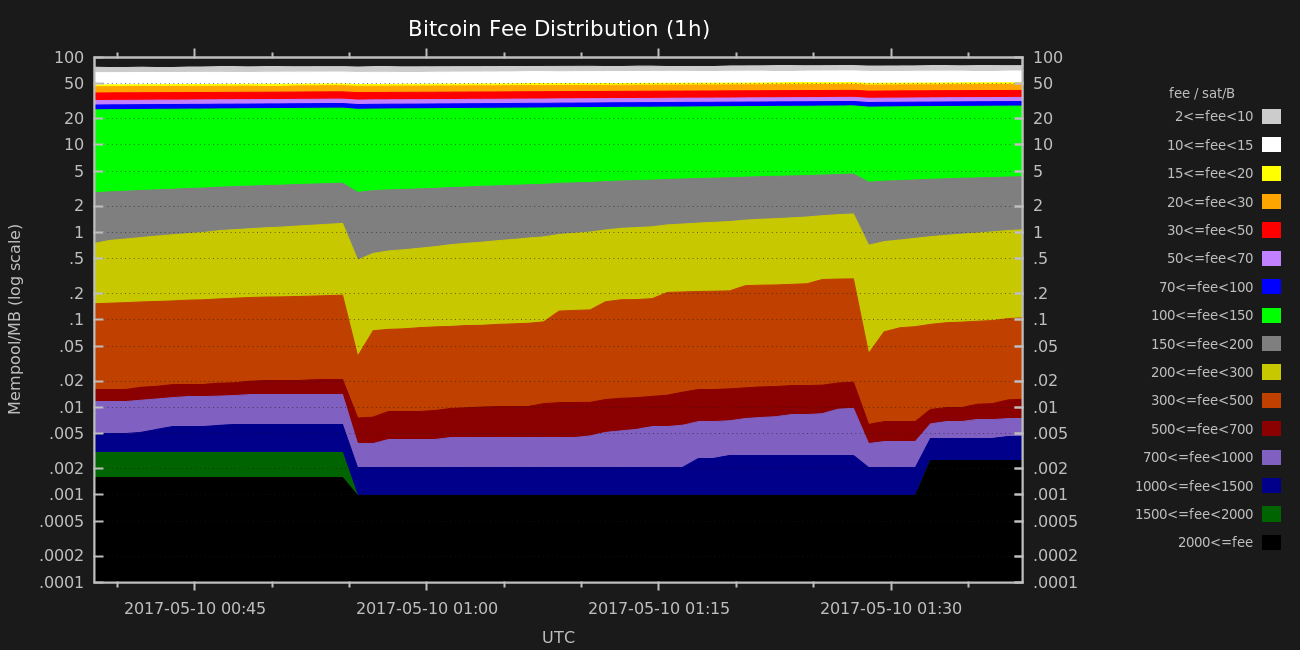 Bitcoin Fee Distribution (1h)
Mempool/MB (log scale)
100
50
20
10
5
2
1
.5
.2
.1
.05
.02
.01
.005
.002
.001
.0005
.0002
.0001
100
50
20
10
5
2
1
.5
.2
.1
.05
.02
.01
.005
.002
.001
.0005
.0002
.0001
2017-05-10 00:45
2017-05-10 01:00
2017-05-10 01:15
2017-05-10 01:30
UTC
fee / sat/B
2<=fee<10
10<=fee<15
15<=fee<20
20<=fee<30
30<=fee<50
50<=fee<70
70<=fee<100
100<=fee<150
150<=fee<200
200<=fee<300
300<=fee<500
500<=fee<700
700<=fee<1000
1000<=fee<1500
1500<=fee<2000
2000<=fee